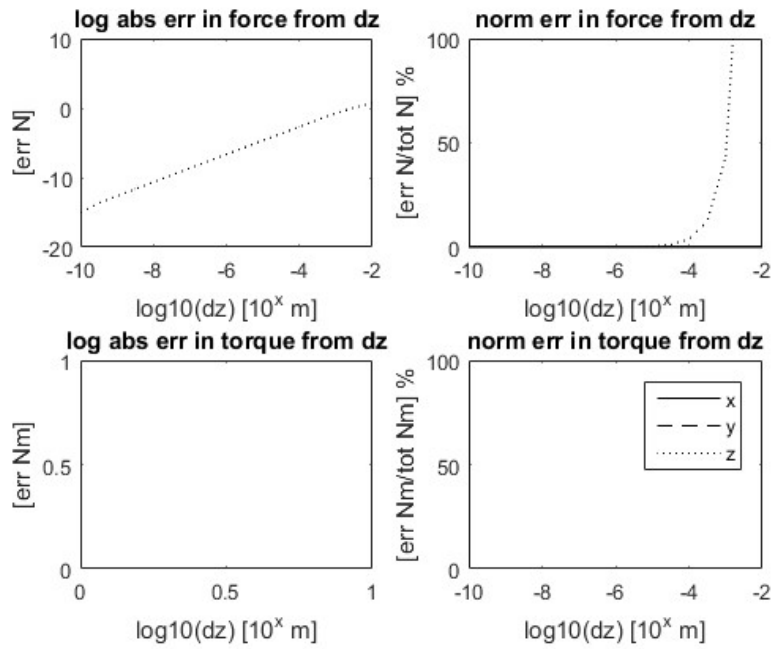 log abs err in force from dz
10
0
-10
-20
[err N]
-10 -8 -6 -4 -2
log10(dz) [10^x m]
norm err in force from dz
100
50
0
[err N/tot N] %
-10 -8 -6 -4 -2
log10(dz) [10^x m]
log abs err in torque from dz
1
0.5
0
[err Nm]
0 0.5 1
log10(dz) [10^x m]
norm err in torque from dz
100
50
0
[err Nm/tot Nm] %
x
y
z
-10 -8 -6 -4 -2
log10(dz) [10^x m]